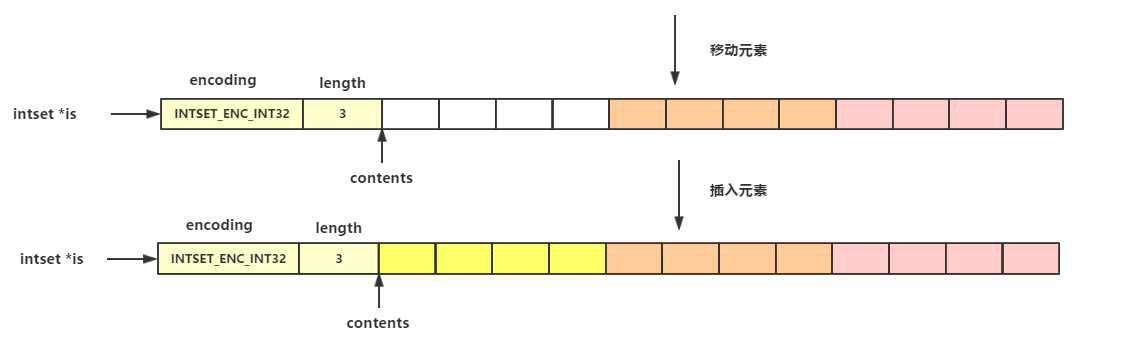 移动元素
encoding
length
intset *is
INTSET_ENC_INT32
3
contents
插入元素
encoding
length
intset *is
INTSET_ENC_INT32
3
contents